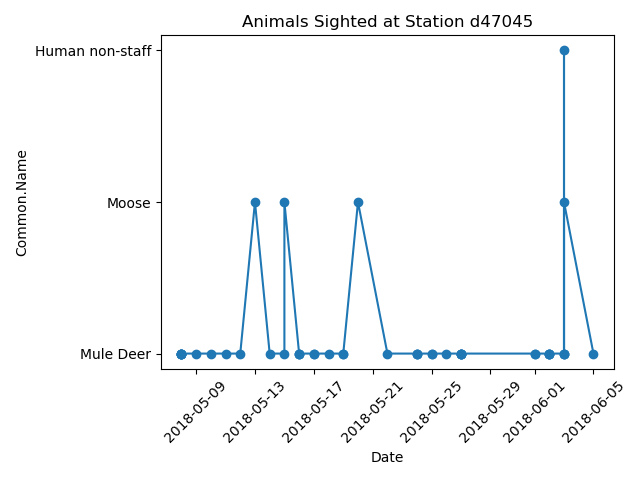 Animals Sighted at Station d47045
Human non-staff
Moose
Mule Deer
Common.Name
2018-05-09
2018-05-13
2018-05-17
2018-05-21
2018-05-25
2018-05-29
2018-06-01
2018-06-05
Date